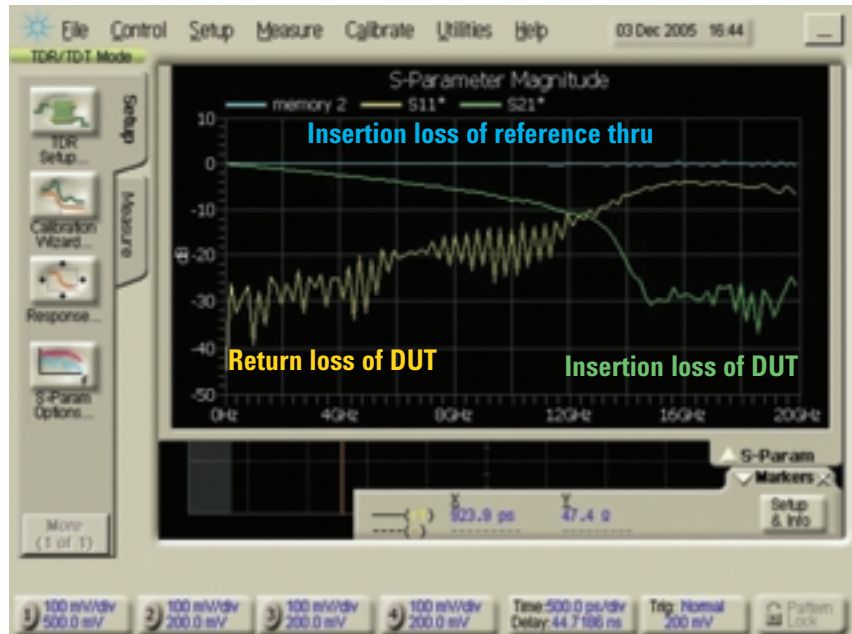 File Control Setup Measure Calibrate Utilities Help 03 Dec 2005 16:44
TDR/TDT Mode
Setup
Measure
TDR
Setup...
Calibration
Wizard...
Response...
S-Param
Options...
More
(1 of 1)
S-Parameter Magnitude
memory 2 S11* S21*
Insertion loss of reference thru
10
0
-10
-20
-30
-40
-50
dB
Return loss of DUT
Insertion loss of DUT
0Hz 4GHz 8GHz 12GHz 16GHz 20GHz
S-Param
Markers
X Y
923.9 ps 47.4 Ω
Setup
& Info
1 100 mV/div 500.0 mV
2 100 mV/div 200.0 mV
3 100 mV/div 200.0 mV
4 100 mV/div 200.0 mV
Time:500.0 ps/div
Delay:44.7186 ns
Trig: Normal
200 mV
Pattern
Lock